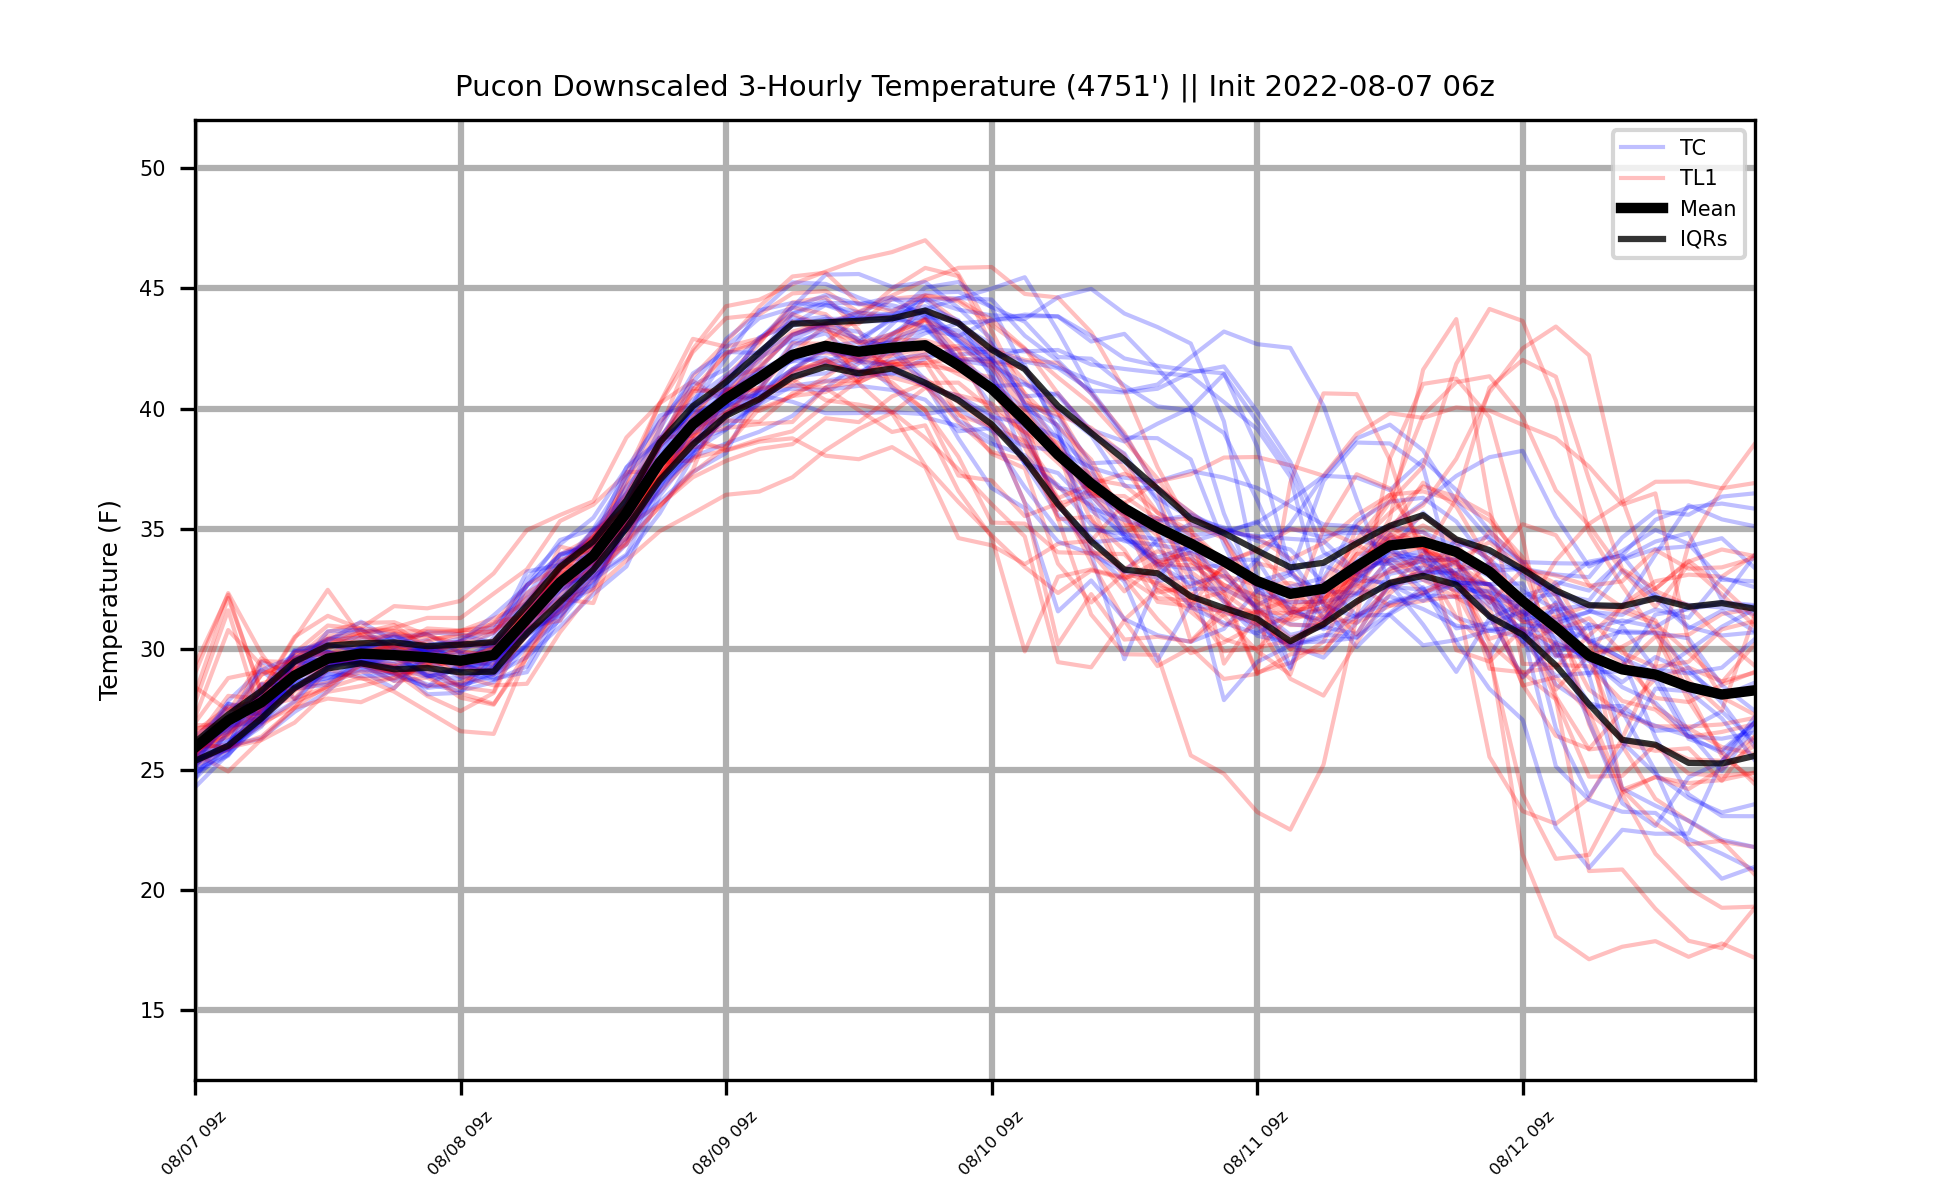 Pucon Downscaled 3-Hourly Temperature (4751') || Init 2022-08-07 06z
TC
TL1
Mean
IQRs
Temperature (F)
50
45
40
35
30
25
20
15
08/07 09z
08/08 09z
08/09 09z
08/10 09z
08/11 09z
08/12 09z